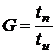 G = t_n / t_u